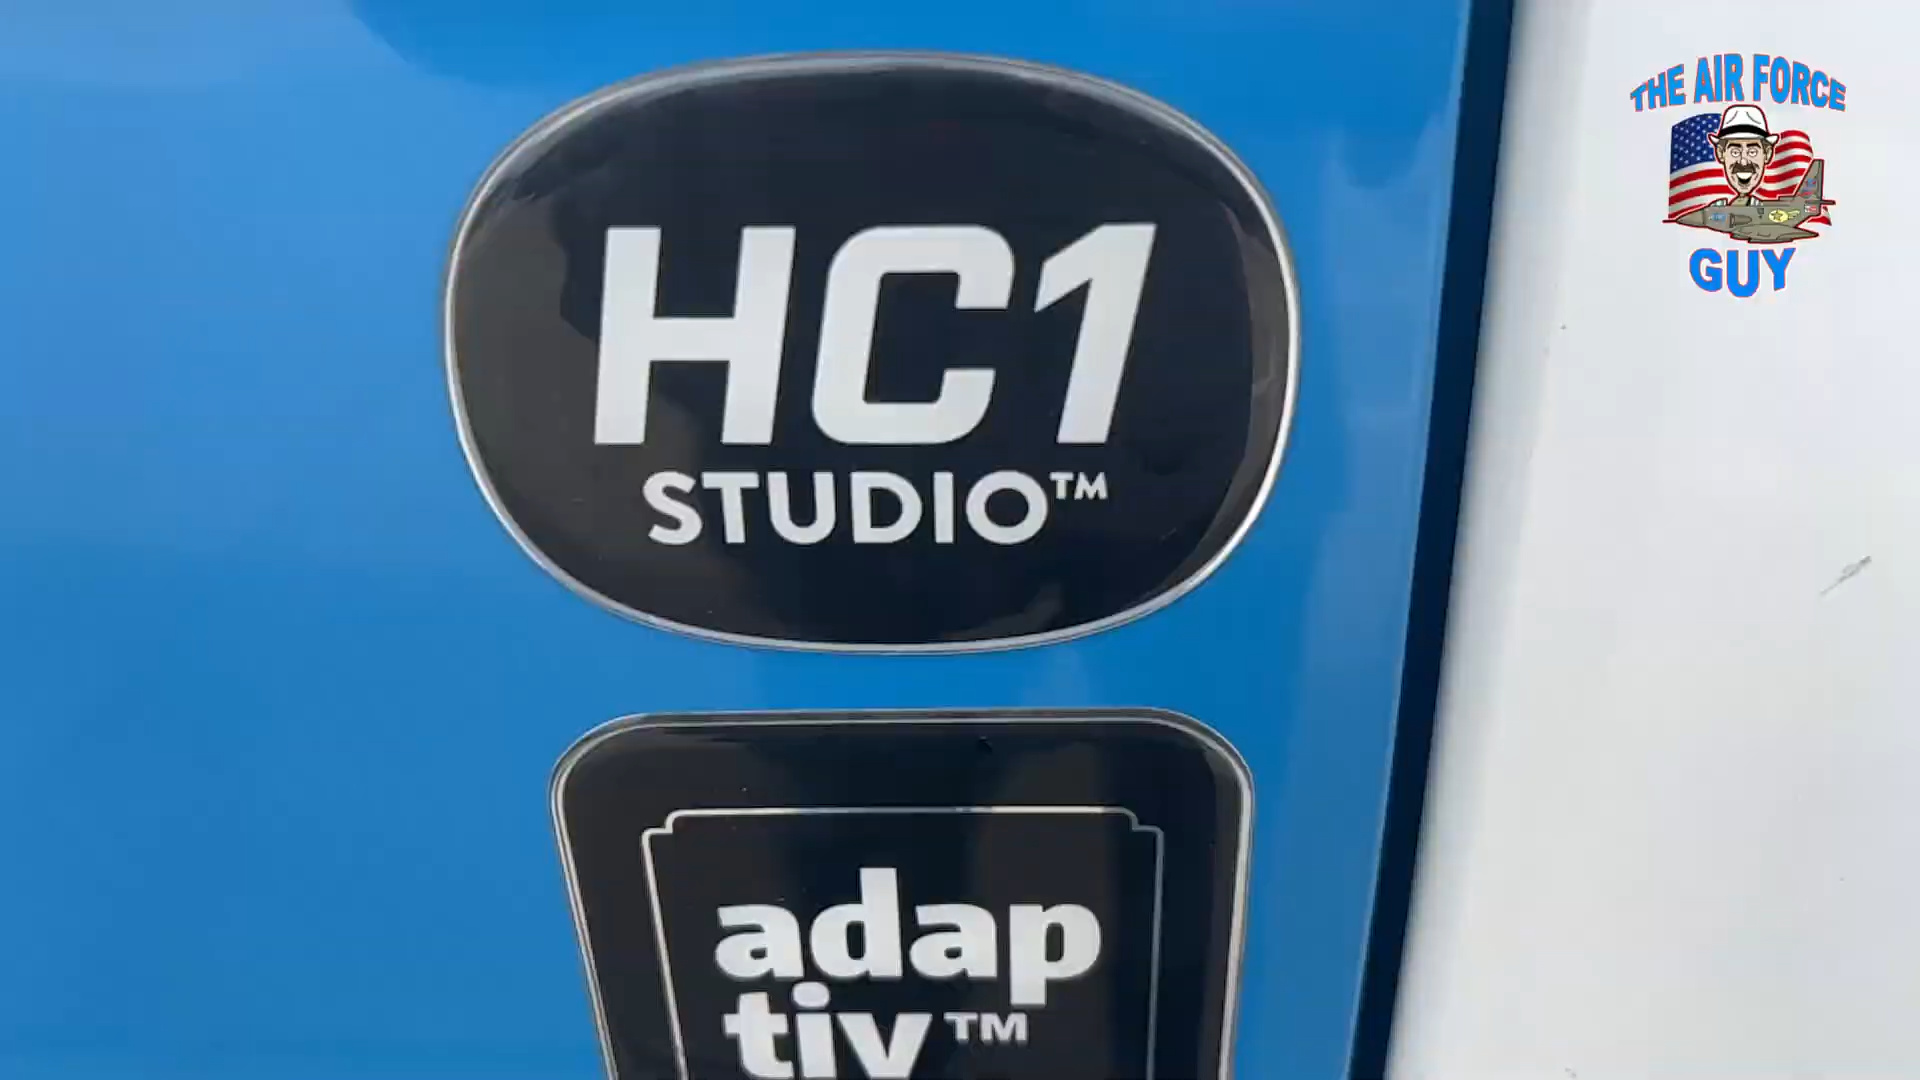 THE AIR FORCE
GUY
HC1
STUDIO™
adap
tiv™